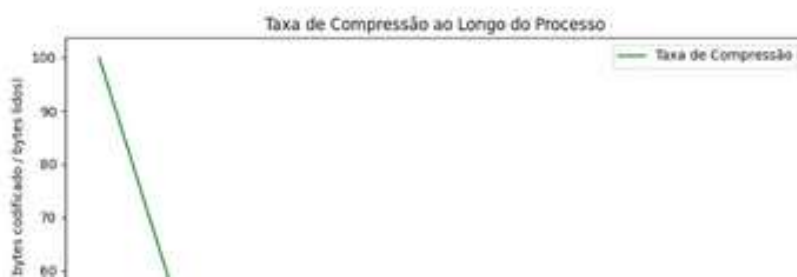 Taxa de Compressão ao Longo do Processo
Taxa de Compressão
100
90
80
70
60
bytes codificado / bytes lidos)